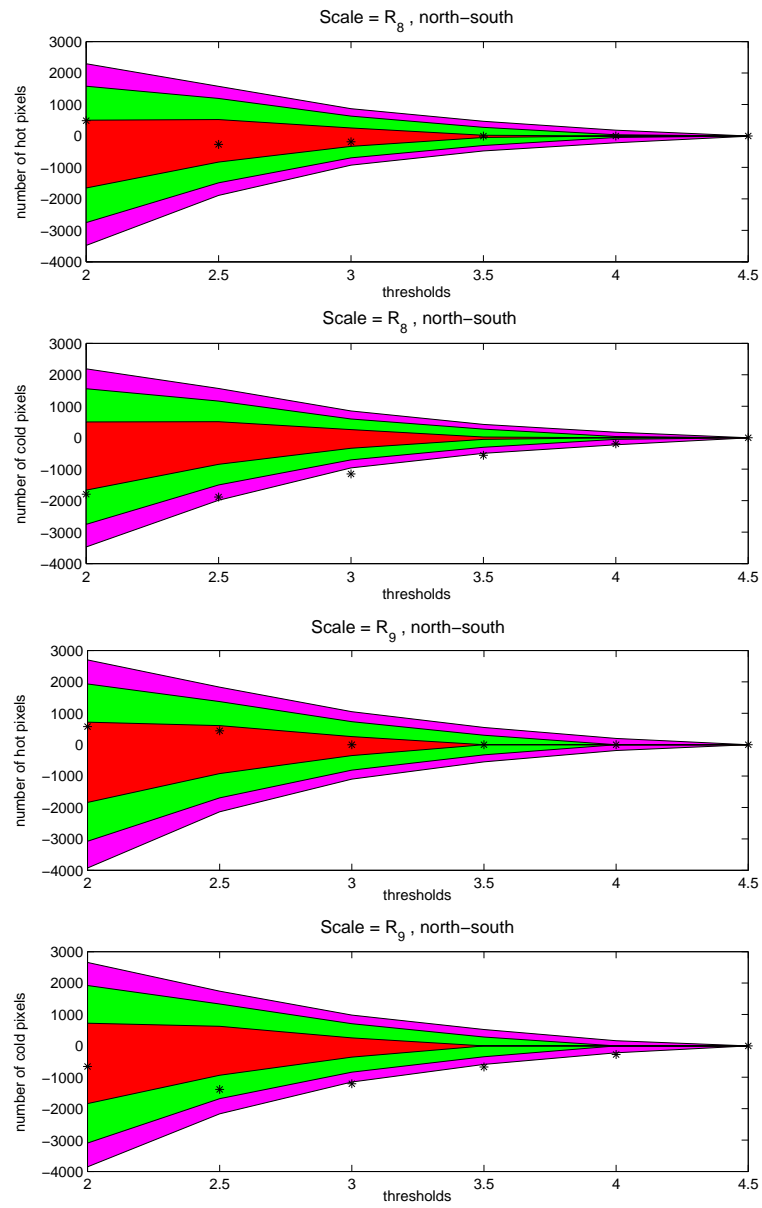 Scale = R8 , north−south
3000
2000
1000
0
−1000
−2000
−3000
−4000
number of hot pixels
2 2.5 3 3.5 4 4.5
thresholds
Scale = R8 , north−south
3000
2000
1000
0
−1000
−2000
−3000
−4000
number of cold pixels
2 2.5 3 3.5 4 4.5
thresholds
Scale = R9 , north−south
3000
2000
1000
0
−1000
−2000
−3000
−4000
number of hot pixels
2 2.5 3 3.5 4 4.5
thresholds
Scale = R9 , north−south
3000
2000
1000
0
−1000
−2000
−3000
−4000
number of cold pixels
2 2.5 3 3.5 4 4.5
thresholds